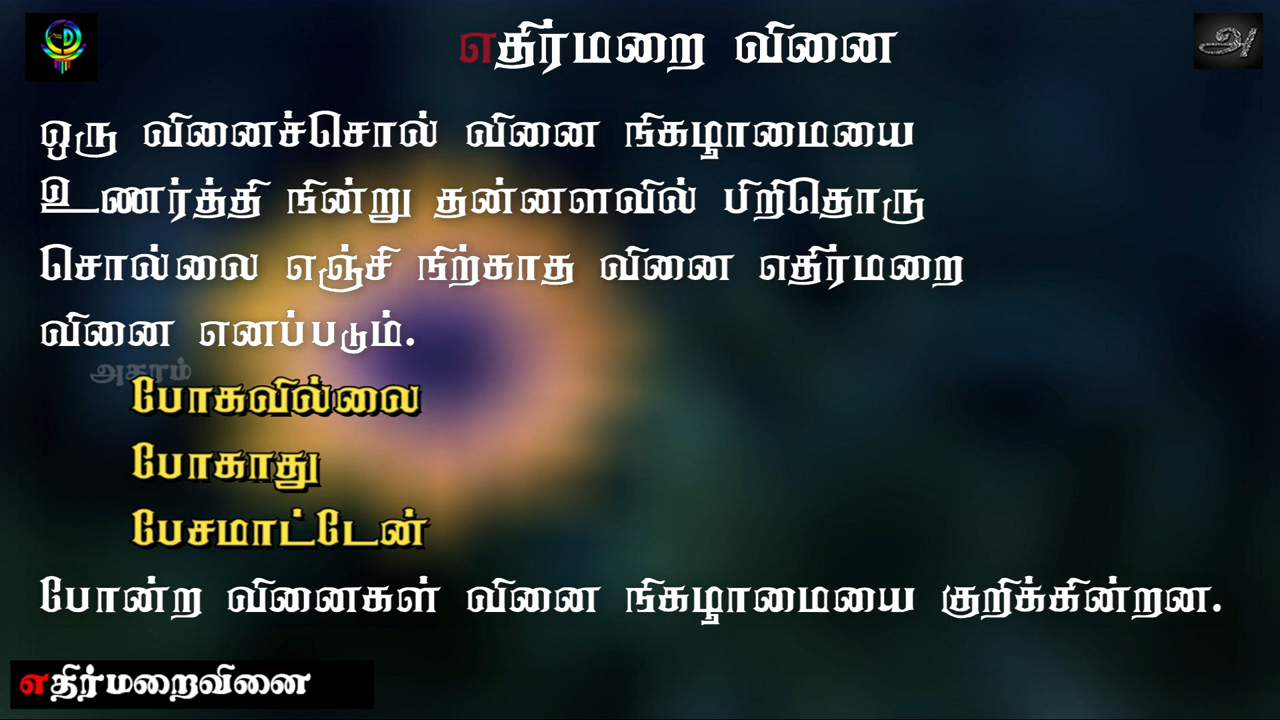 எதிர்மறை வினை
அ
ஒரு வினைச்சொல் வினை நிகழாமையை
உணர்த்தி நின்று தன்னளவில் பிறிதொரு
சொல்லை எஞ்சி நிற்காத வினை எதிர்மறை
வினை எனப்படும்.
அகரம்
போகவில்லை
போகாது
பேசமாட்டேன்
போன்ற வினைகள் வினை நிகழாமையை குறிக்கின்றன.
எதிர்மறைவினை